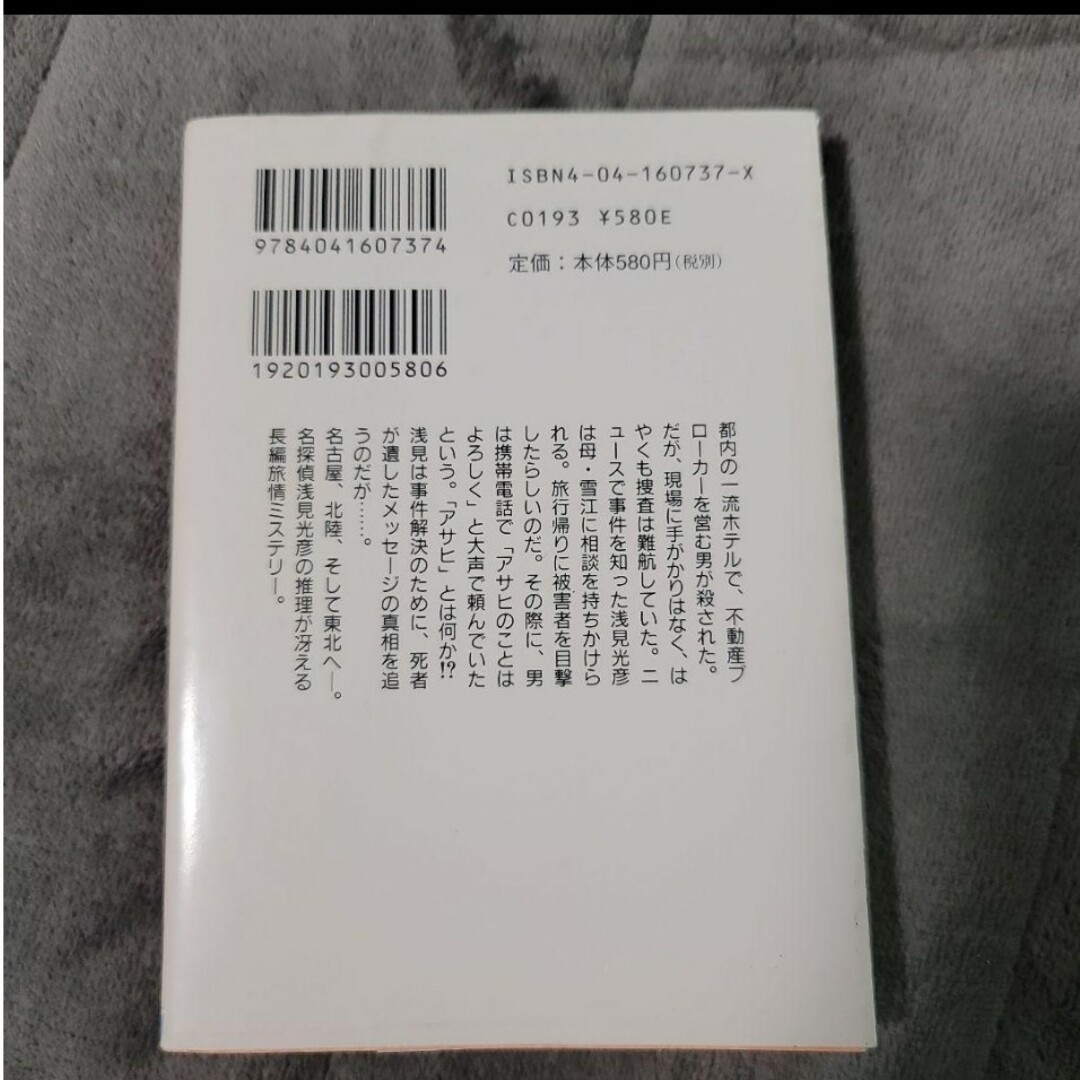 9784041607374
1920193005806
ISBN4-04-160737-X
C0193 ¥580E
定価：本体580円(税別)
都内の一流ホテルで、不動産ブ
ローカーを営む男が殺された。
だが、現場に手がかりはなく、は
やくも捜査は難航していた。ニ
ュースで事件を知った浅見光彦
は母・雪江に相談を持ちかけら
れる。旅行帰りに被害者を目撃
したらしいのだ。その際に、男
は携帯電話で「アサヒのことは
よろしく」と大声で頼んでいた
という。「アサヒ」とは何か!?
浅見は事件解決のために、死者
が遺したメッセージの真相を追
うのだが……。
名古屋、北陸、そして東北へ―。
名探偵浅見光彦の推理が冴える
長編旅情ミステリー。